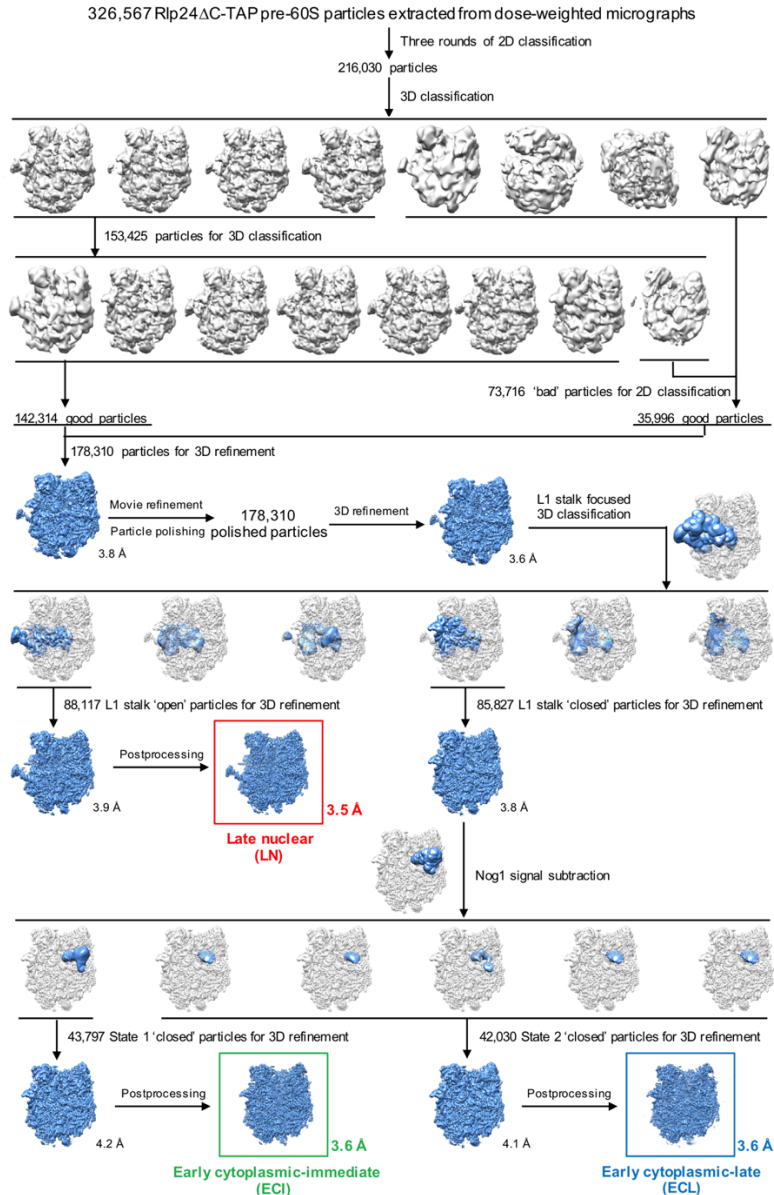 326,567 Rlp24ΔC-TAP pre-60S particles extracted from dose-weighted micrographs
Three rounds of 2D classification
216,030 particles
3D classification
153,425 particles for 3D classification
73,716 ‘bad’ particles for 2D classification
142,314 good particles
35,996 good particles
178,310 particles for 3D refinement
Movie refinement
Particle polishing
178,310
polished particles
3D refinement
L1 stalk focused
3D classification
3.8 Å
3.6 Å
88,117 L1 stalk ‘open’ particles for 3D refinement
85,827 L1 stalk ‘closed’ particles for 3D refinement
Postprocessing
3.9 Å
3.5 Å
3.8 Å
Late nuclear
(LN)
Nog1 signal subtraction
43,797 State 1 ‘closed’ particles for 3D refinement
42,030 State 2 ‘closed’ particles for 3D refinement
Postprocessing
Postprocessing
4.2 Å
3.6 Å
4.1 Å
3.6 Å
Early cytoplasmic-immediate
(ECI)
Early cytoplasmic-late
(ECL)